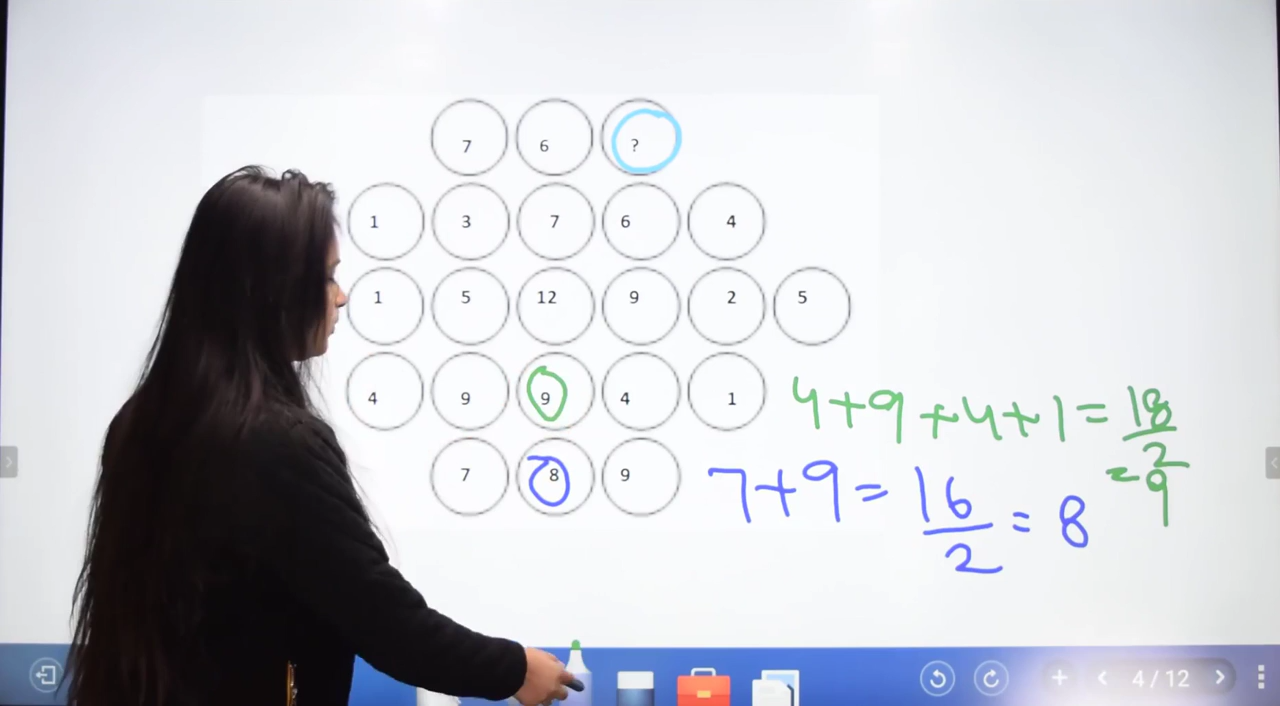 7 6 ?
1 3 7 6 4
1 5 12 9 2 5
4 9 9 4 1
4+9+4+1=18/2
=9
7 8 9
7+9=16/2=8
4/12